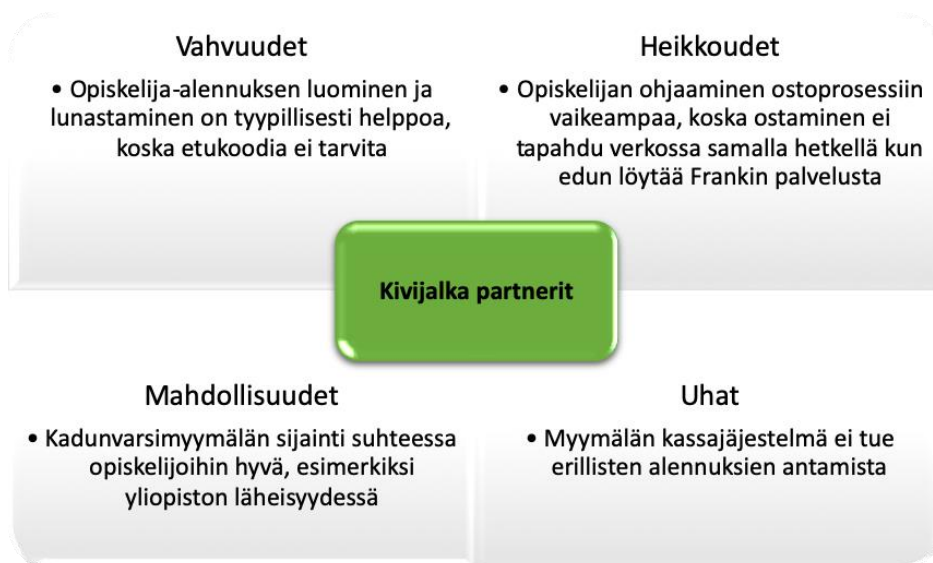 Vahvuudet
• Opiskelija-alennuksen luominen ja
lunastaminen on tyypillisesti helppoa,
koska etukoodia ei tarvita
Heikkoudet
• Opiskelijan ohjaaminen ostoprosessiin
vaikeampaa, koska ostaminen ei
tapahdu verkossa samalla hetkellä kun
edun löytää Frankin palvelusta
Kivijalka partnerit
Mahdollisuudet
• Kadunvarsimyymälän sijainti suhteessa
opiskelijoihin hyvä, esimerkiksi
yliopiston läheisyydessä
Uhat
• Myymälän kassajäjestelmä ei tue
erillisten alennuksien antamista